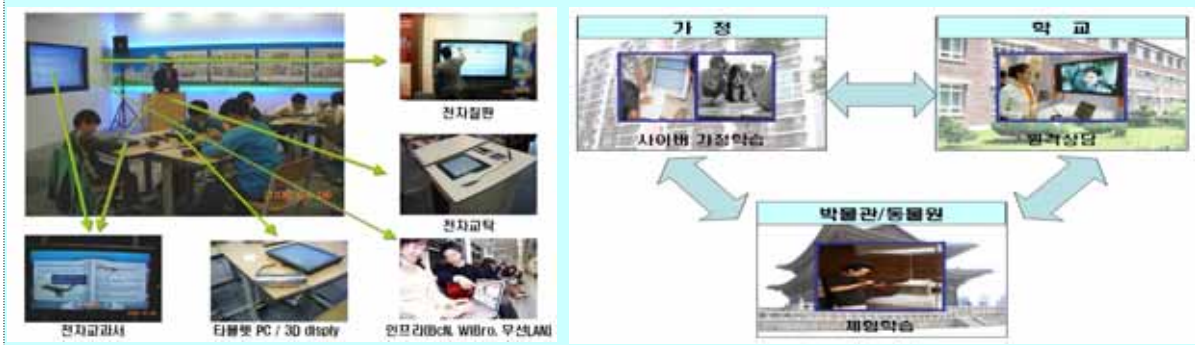 전자칠판
전자교탁
전자교과서
타블렛 PC / 3D disply
인프라(BcN, WiBro, 무선LAN)
가 정
사이버 가정학습
학 교
원격상담
박물관/동물원
체험학습